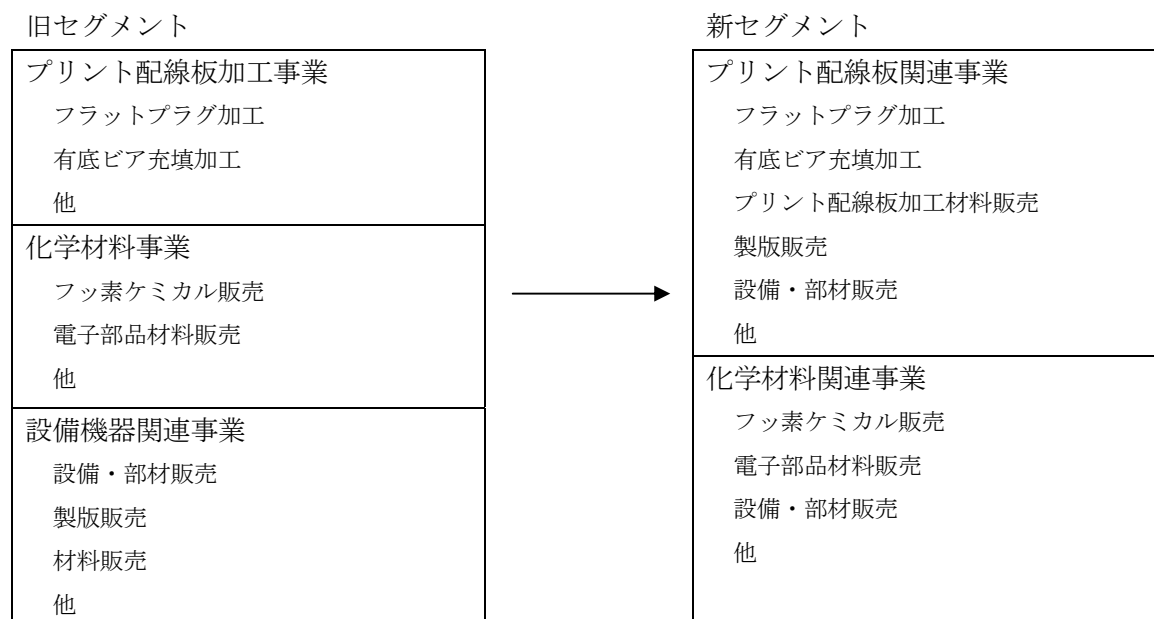 旧セグメント
プリント配線板加工事業
フラットプラグ加工
有底ビア充填加工
他
化学材料事業
フッ素ケミカル販売
電子部品材料販売
他
設備機器関連事業
設備・部材販売
製版販売
材料販売
他
新セグメント
プリント配線板関連事業
フラットプラグ加工
有底ビア充填加工
プリント配線板加工材料販売
製版販売
設備・部材販売
他
化学材料関連事業
フッ素ケミカル販売
電子部品材料販売
設備・部材販売
他